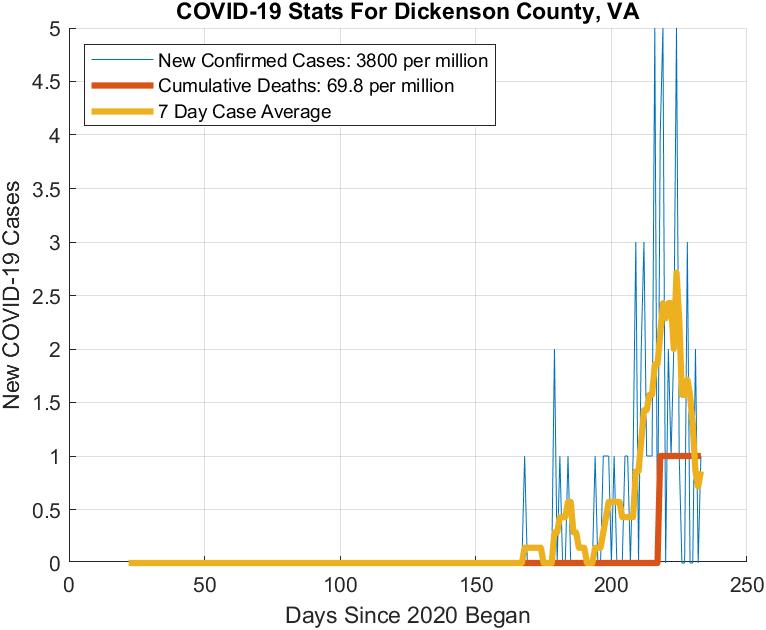 COVID-19 Stats For Dickenson County, VA
New Confirmed Cases: 3800 per million
Cumulative Deaths: 69.8 per million
7 Day Case Average
New COVID-19 Cases
5
4.5
4
3.5
3
2.5
2
1.5
1
0.5
0
0 50 100 150 200 250
Days Since 2020 Began